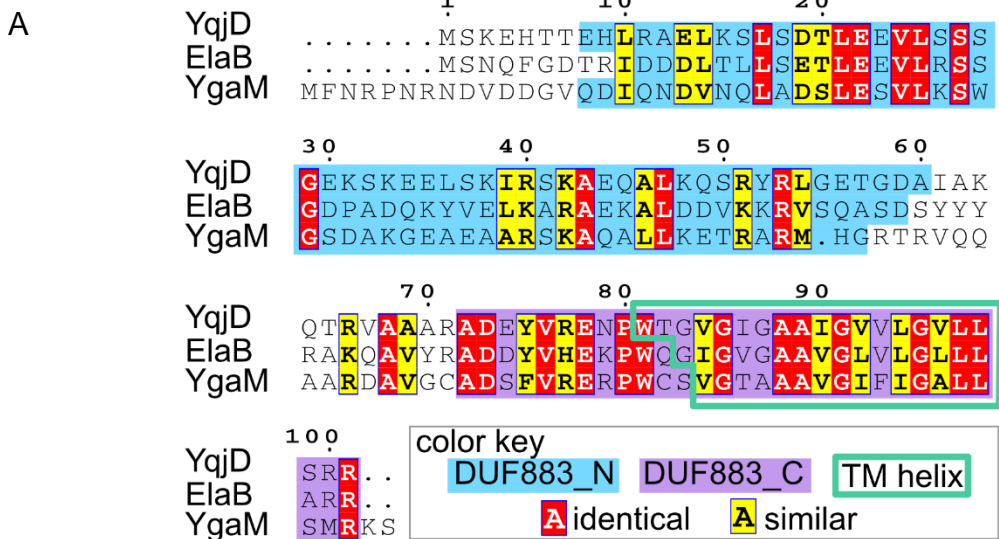 A
1 10 20
YqjD .......MSKEHTTEHLRAELKSLSDTLEEVLSSS
ElaB .......MSNQFGDTRIDDDLTLLSETLEEVLRSS
YgaM MFNRPNRNDVDDGVQDIQNDVNQLADSLESVLKSW
30 40 50 60
YqjD GEKSKEELSKIRSKAEQALKQSRYRLGETGDAIAK
ElaB GDPADQKYVELKARAEKALDDVKKRVSQASDSYYY
YgaM GSDAKGEAEAARSKAQALLKETRARM.HGRTRVQQ
70 80 90
YqjD QTRVAAARADEYVRENPWTGVGIGAAIGVVLGVLL
ElaB RAKQAVYRADDYVHEKPWQGIGVGAAVGLVLGLLL
YgaM AARDAVGCADSFVRERPWCSVGTAAAVGIFIGALL
100
YqjD SRR..
ElaB ARR..
YgaM SMRKS
color key
DUF883_N DUF883_C TM helix
A identical A similar